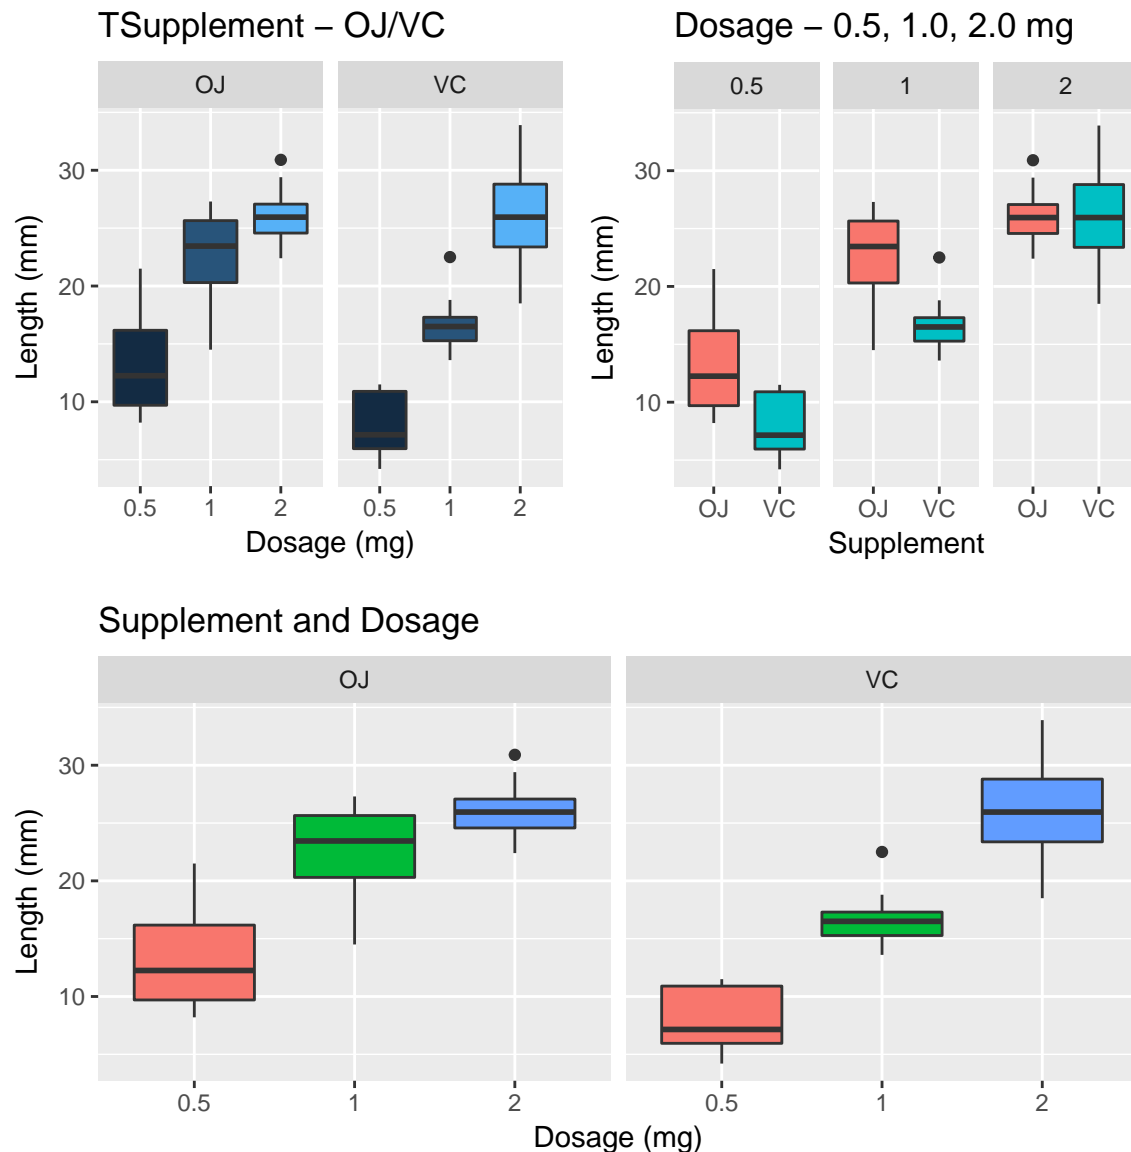 TSupplement – OJ/VC
OJ VC
Length (mm)
30
20
10
0.5 1 2 0.5 1 2
Dosage (mg)
Dosage – 0.5, 1.0, 2.0 mg
0.5 1 2
Length (mm)
30
20
10
OJ VC OJ VC OJ VC
Supplement
Supplement and Dosage
OJ VC
Length (mm)
30
20
10
0.5 1 2 0.5 1 2
Dosage (mg)